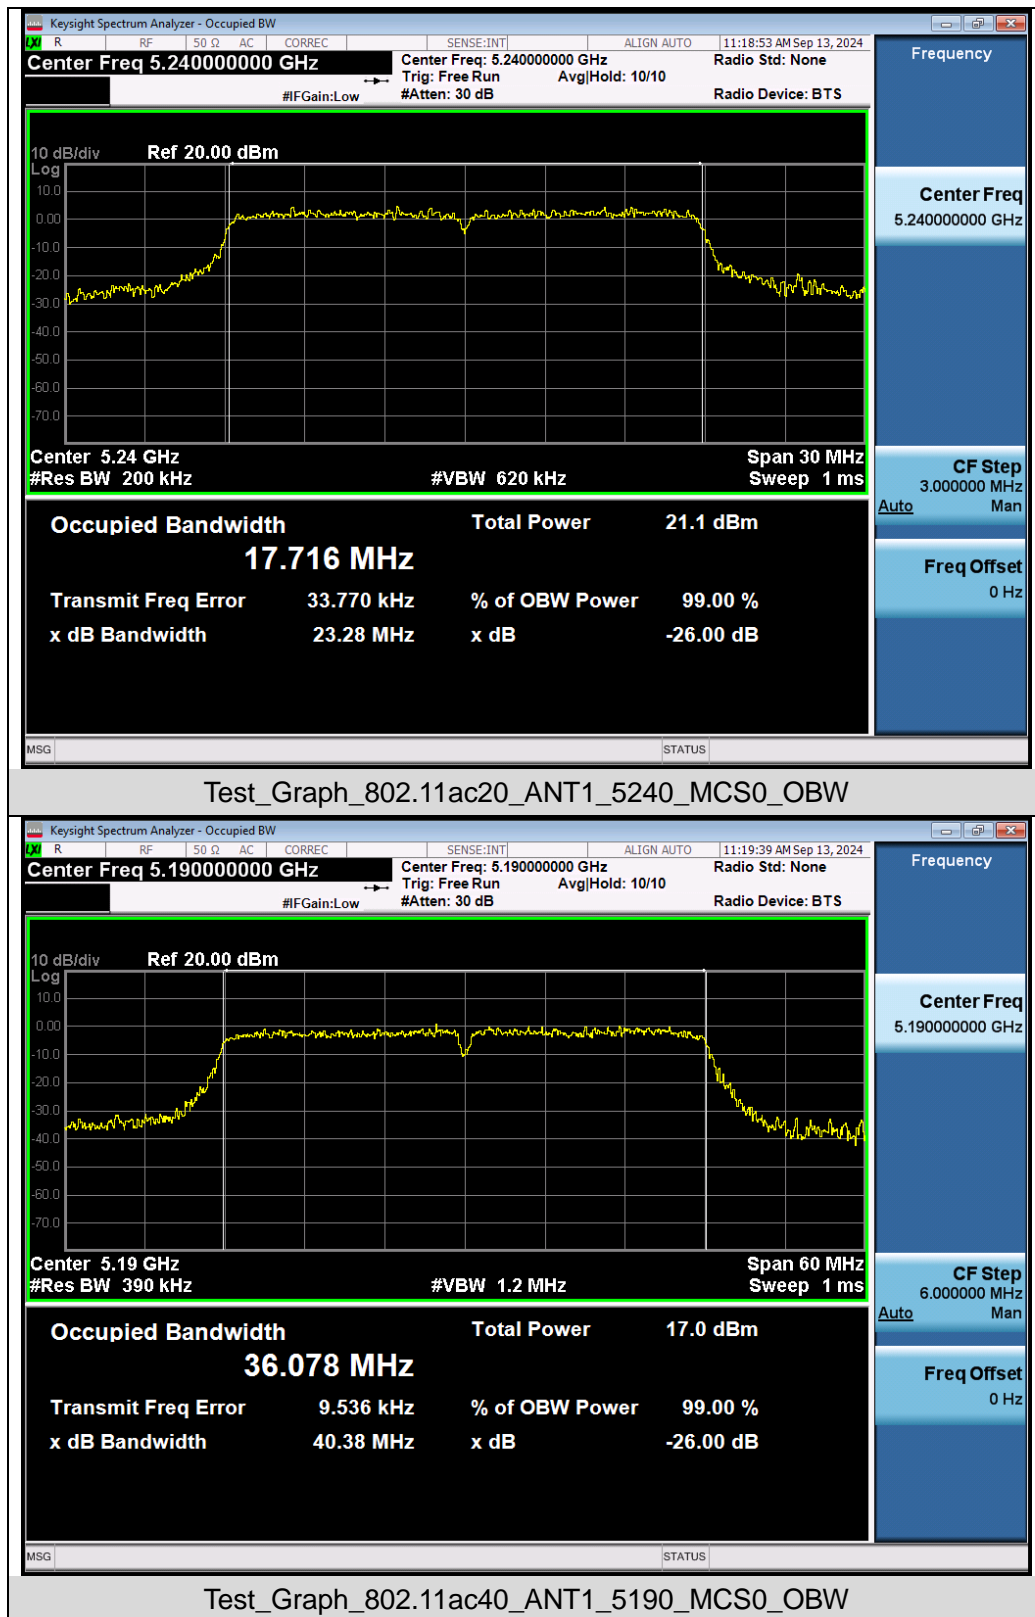 Keysight Spectrum Analyzer - Occupied BW
LXI R RF 50 Ω AC CORREC SENSE:INT ALIGN AUTO 11:18:53 AM Sep 13, 2024
Center Freq 5.240000000 GHz
Center Freq: 5.240000000 GHz
Radio Std: None
Trig: Free Run Avg|Hold: 10/10
#IFGain:Low #Atten: 30 dB Radio Device: BTS
Frequency
10 dB/div Ref 20.00 dBm
Log
10.0
0.00
-10.0
-20.0
-30.0
-40.0
-50.0
-60.0
-70.0
Center Freq
5.240000000 GHz
Center 5.24 GHz Span 30 MHz
#Res BW 200 kHz #VBW 620 kHz Sweep 1 ms
CF Step
3.000000 MHz
Auto Man
Occupied Bandwidth Total Power 21.1 dBm
17.716 MHz
Transmit Freq Error 33.770 kHz % of OBW Power 99.00 %
x dB Bandwidth 23.28 MHz x dB -26.00 dB
Freq Offset
0 Hz
MSG STATUS
Test_Graph_802.11ac20_ANT1_5240_MCS0_OBW
Keysight Spectrum Analyzer - Occupied BW
LXI R RF 50 Ω AC CORREC SENSE:INT ALIGN AUTO 11:19:39 AM Sep 13, 2024
Center Freq 5.190000000 GHz
Center Freq: 5.190000000 GHz
Radio Std: None
Trig: Free Run Avg|Hold: 10/10
#IFGain:Low #Atten: 30 dB Radio Device: BTS
Frequency
10 dB/div Ref 20.00 dBm
Log
10.0
0.00
-10.0
-20.0
-30.0
-40.0
-50.0
-60.0
-70.0
Center Freq
5.190000000 GHz
Center 5.19 GHz Span 60 MHz
#Res BW 390 kHz #VBW 1.2 MHz Sweep 1 ms
CF Step
6.000000 MHz
Auto Man
Occupied Bandwidth Total Power 17.0 dBm
36.078 MHz
Transmit Freq Error 9.536 kHz % of OBW Power 99.00 %
x dB Bandwidth 40.38 MHz x dB -26.00 dB
Freq Offset
0 Hz
MSG STATUS
Test_Graph_802.11ac40_ANT1_5190_MCS0_OBW